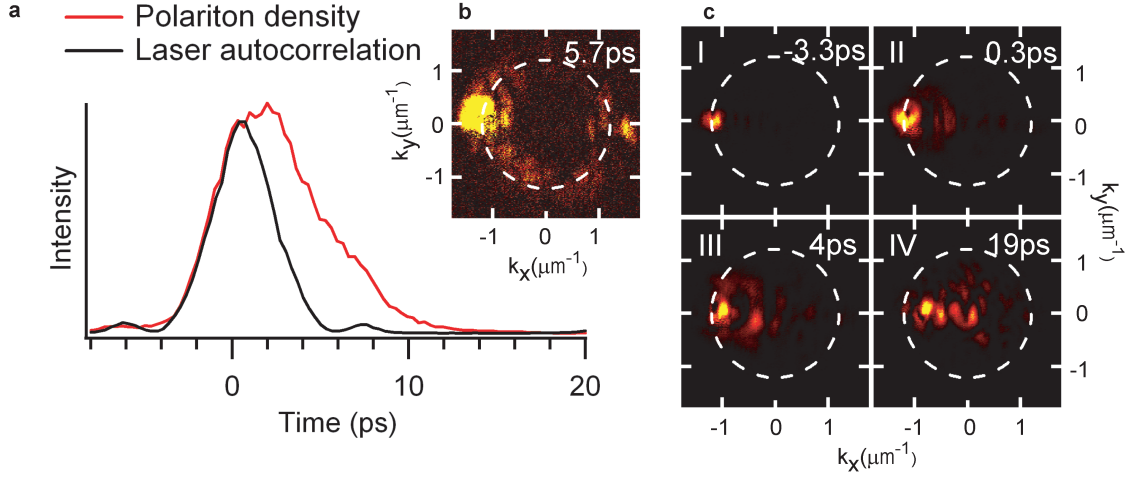 a
Polariton density
Laser autocorrelation
Intensity
0
10
20
Time (ps)
b
5.7ps
1
0
-1
ky(μm⁻¹)
-1
0
1
kx(μm⁻¹)
c
I
-3.3ps
II
0.3ps
III
4ps
IV
19ps
1
0
-1
1
0
-1
ky(μm⁻¹)
-1
0
1
-1
0
1
kx(μm⁻¹)